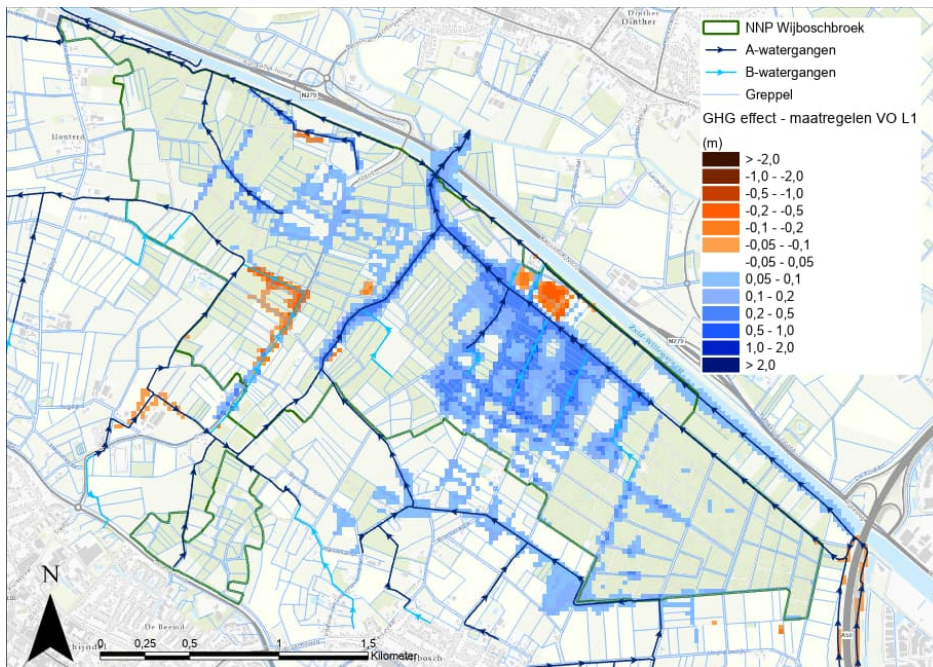 Dinther
Dinther
NNP Wijboschbroek
A-watergangen
B-watergangen
Greppel
GHG effect - maatregelen VO L1
(m)
> -2,0
-1,0 - -2,0
-0,5 - -1,0
-0,2 - -0,5
-0,1 - -0,2
-0,05 - -0,1
-0,05 - 0,05
0,05 - 0,1
0,1 - 0,2
0,2 - 0,5
0,5 - 1,0
1,0 - 2,0
> 2,0
N279
N279
A50
N
0 0,25 0,5 1 1,5
Kilometer